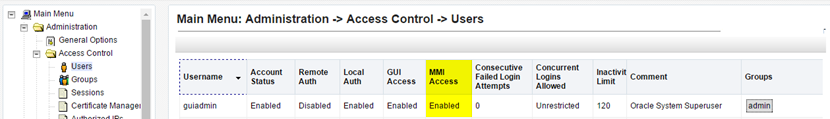 Main Menu
Administration
General Options
Access Control
Users
Groups
Sessions
Certificate Manager
Authorized IPs
Main Menu: Administration -> Access Control -> Users
Username Account Status Remote Auth Local Auth GUI Access MMI Access Consecutive Failed Login Attempts Concurrent Logins Allowed Inactivit Limit Comment Groups
guiadmin Enabled Disabled Enabled Enabled Enabled 0 Unrestricted 120 Oracle System Superuser admin